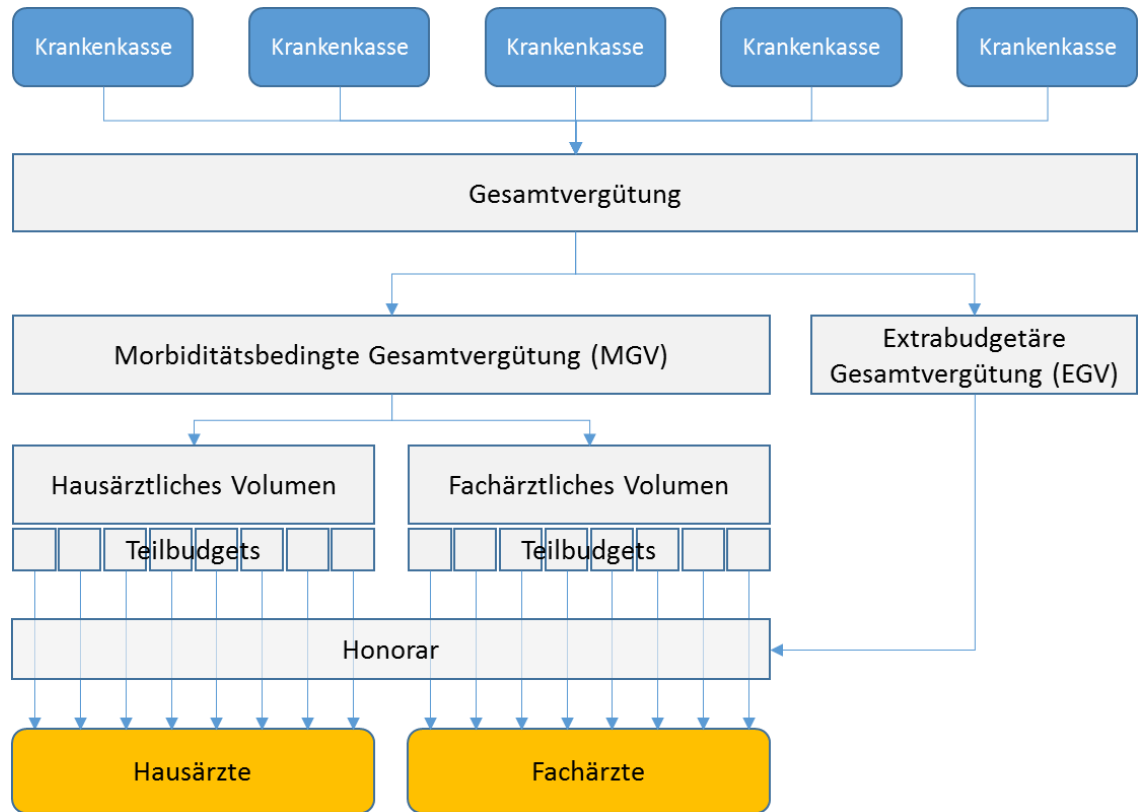 Krankenkasse
Krankenkasse
Krankenkasse
Krankenkasse
Krankenkasse
Gesamtvergütung
Morbiditätsbedingte Gesamtvergütung (MGV)
Extrabudgetäre
Gesamtvergütung (EGV)
Hausärztliches Volumen
Fachärztliches Volumen
Teilbudgets
Teilbudgets
Honorar
Hausärzte
Fachärzte